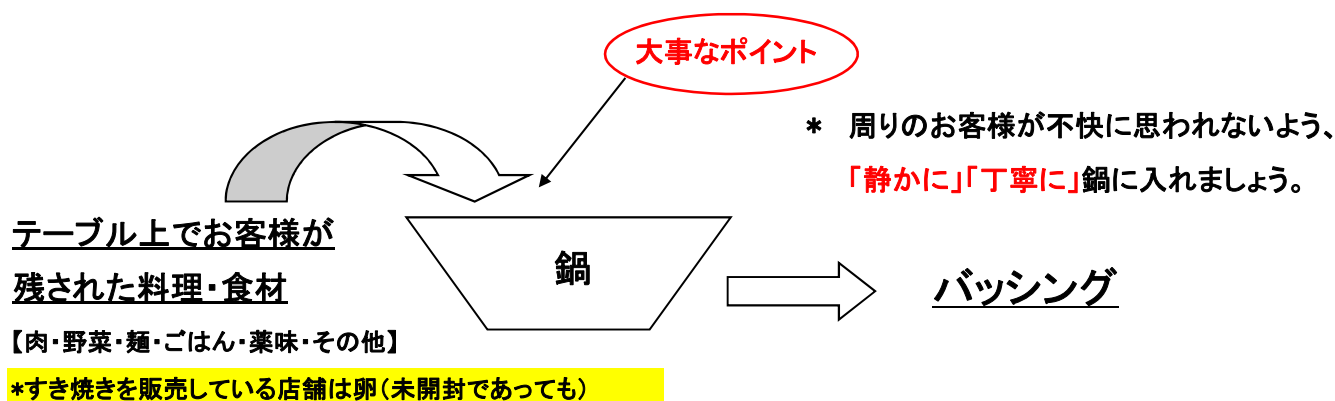 大事なポイント
* 周りのお客様が不快に思われないよう、
「静かに」「丁寧に」鍋に入れましょう。
テーブル上でお客様が
残された料理・食材
【肉・野菜・麺・ごはん・薬味・その他】
*すき焼きを販売している店舗は卵(未開封であっても)
鍋
バッシング